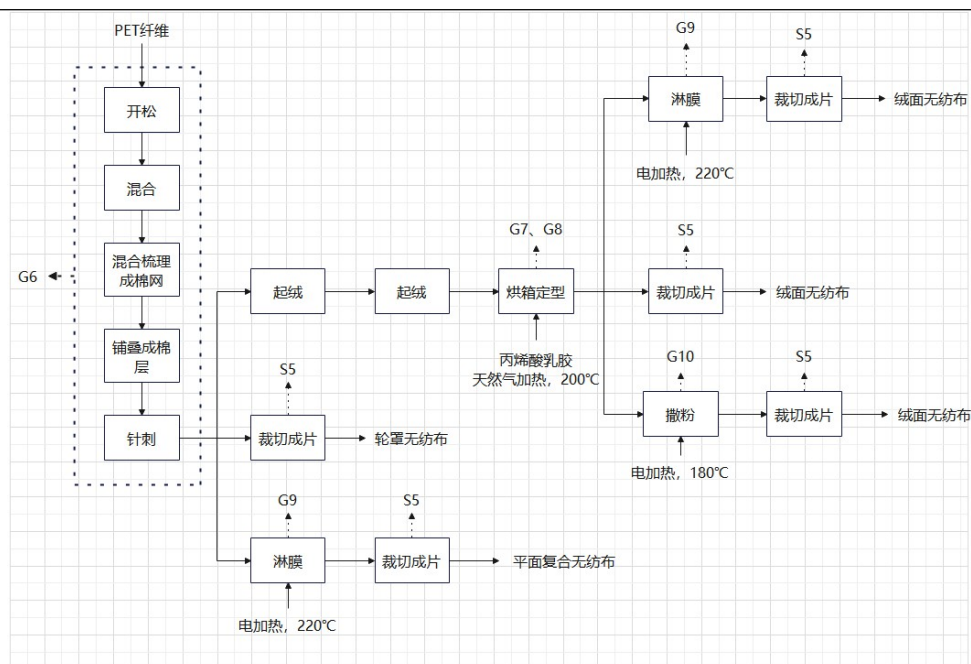 PET纤维
开松
混合
混合梳理
成棉网
铺叠成棉
层
针刺
G6
起绒
起绒
烘箱定型
G7、G8
丙烯酸乳胶
天然气加热，200℃
G9
淋膜
电加热，220℃
S5
裁切成片
绒面无纺布
S5
裁切成片
绒面无纺布
G10
撒粉
电加热，180℃
S5
裁切成片
绒面无纺布
S5
裁切成片
轮罩无纺布
G9
淋膜
电加热，220℃
S5
裁切成片
平面复合无纺布